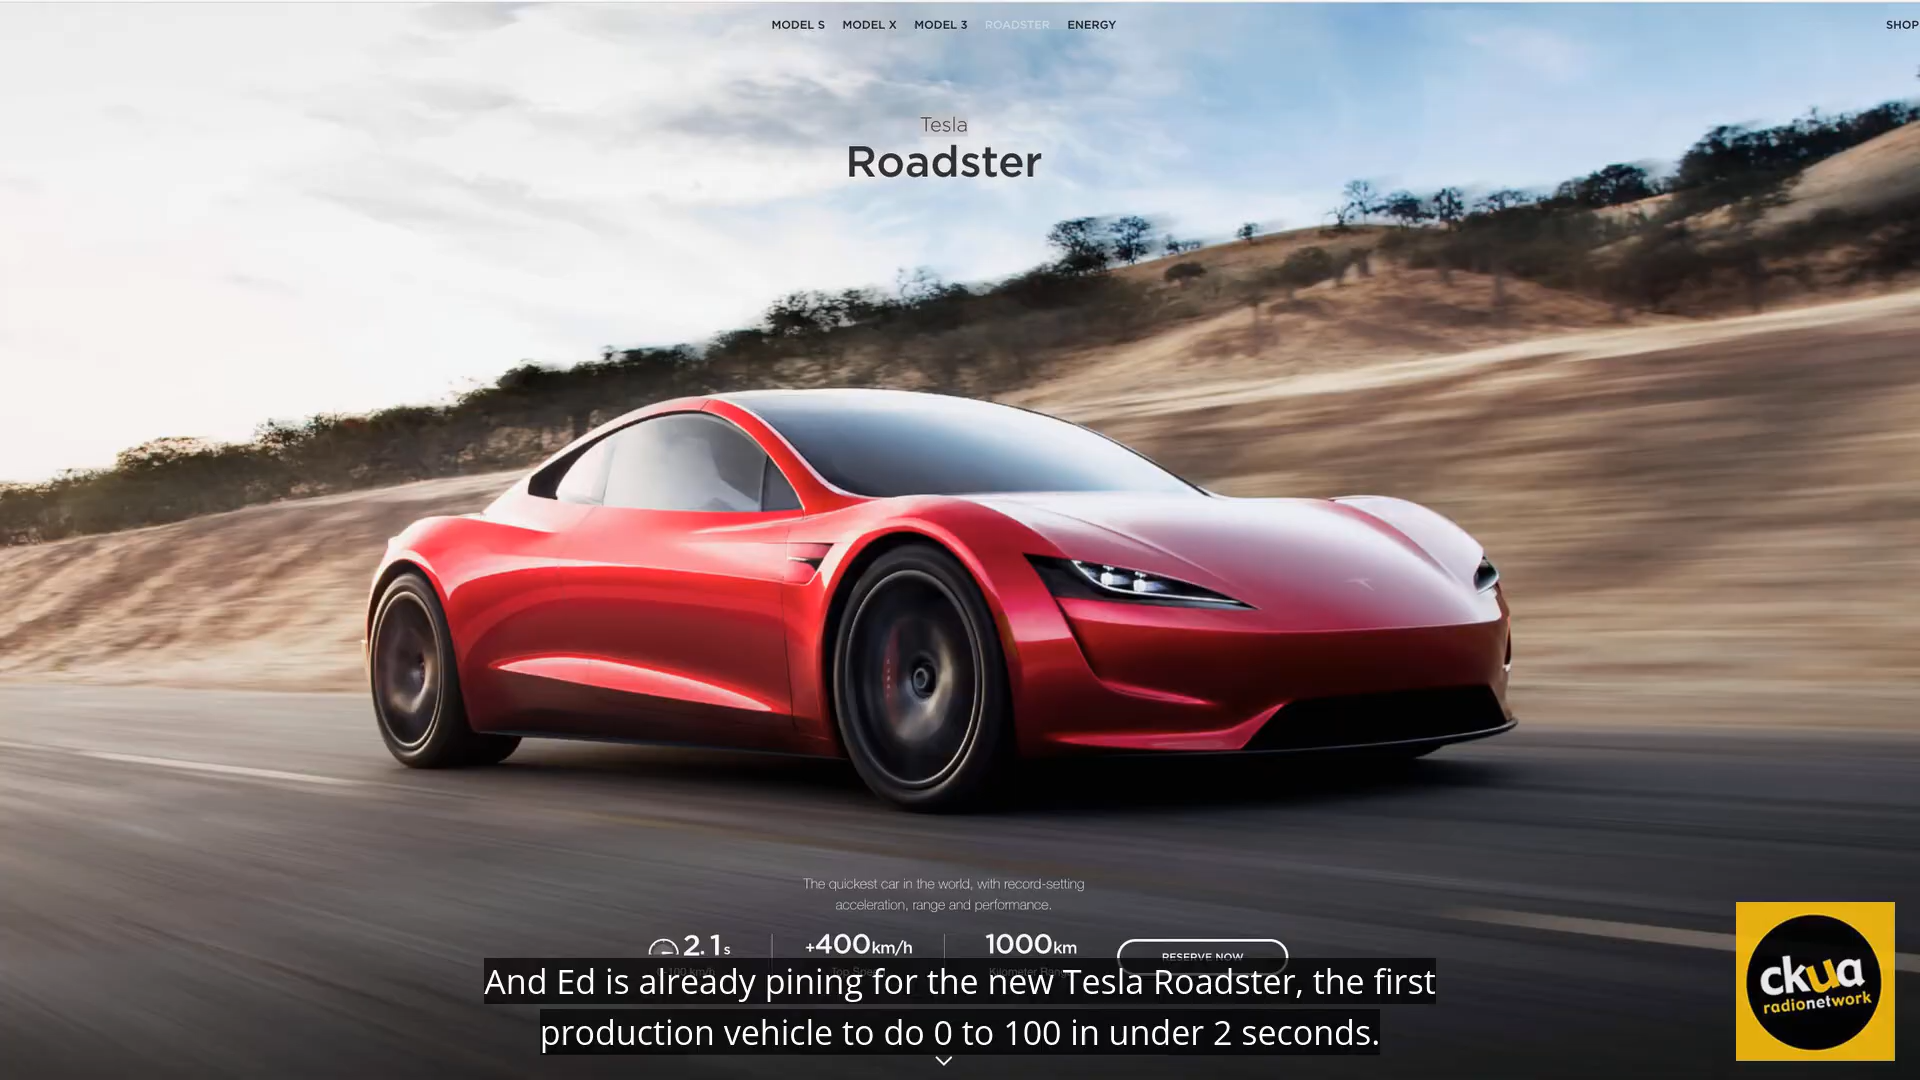 MODEL S MODEL X MODEL 3 ROADSTER ENERGY SHOP
Tesla
Roadster
The quickest car in the world, with record-setting
acceleration, range and performance.
2.1s +400km/h 1000km RESERVE NOW
And Ed is already pining for the new Tesla Roadster, the first
production vehicle to do 0 to 100 in under 2 seconds.
ckua
radionetwork